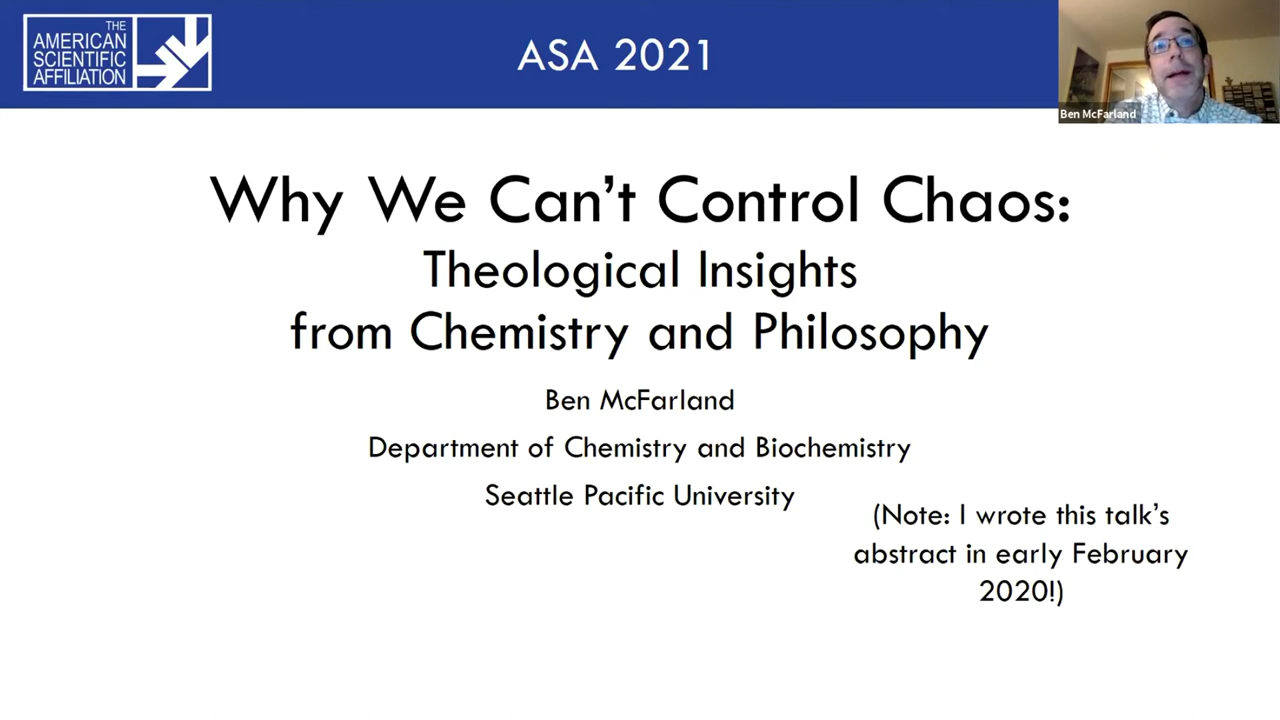 THE
AMERICAN
SCIENTIFIC
AFFILIATION
ASA 2021
Ben McFarland
Why We Can't Control Chaos:
Theological Insights
from Chemistry and Philosophy
Ben McFarland
Department of Chemistry and Biochemistry
Seattle Pacific University
(Note: I wrote this talk's
abstract in early February
2020!)